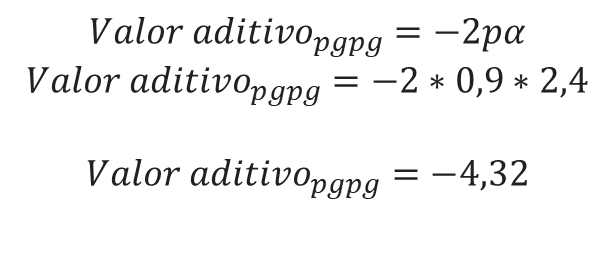 Valor aditivo_pgpg = −2pα
Valor aditivo_pgpg = −2 * 0,9 * 2,4
Valor aditivo_pgpg = −4,32